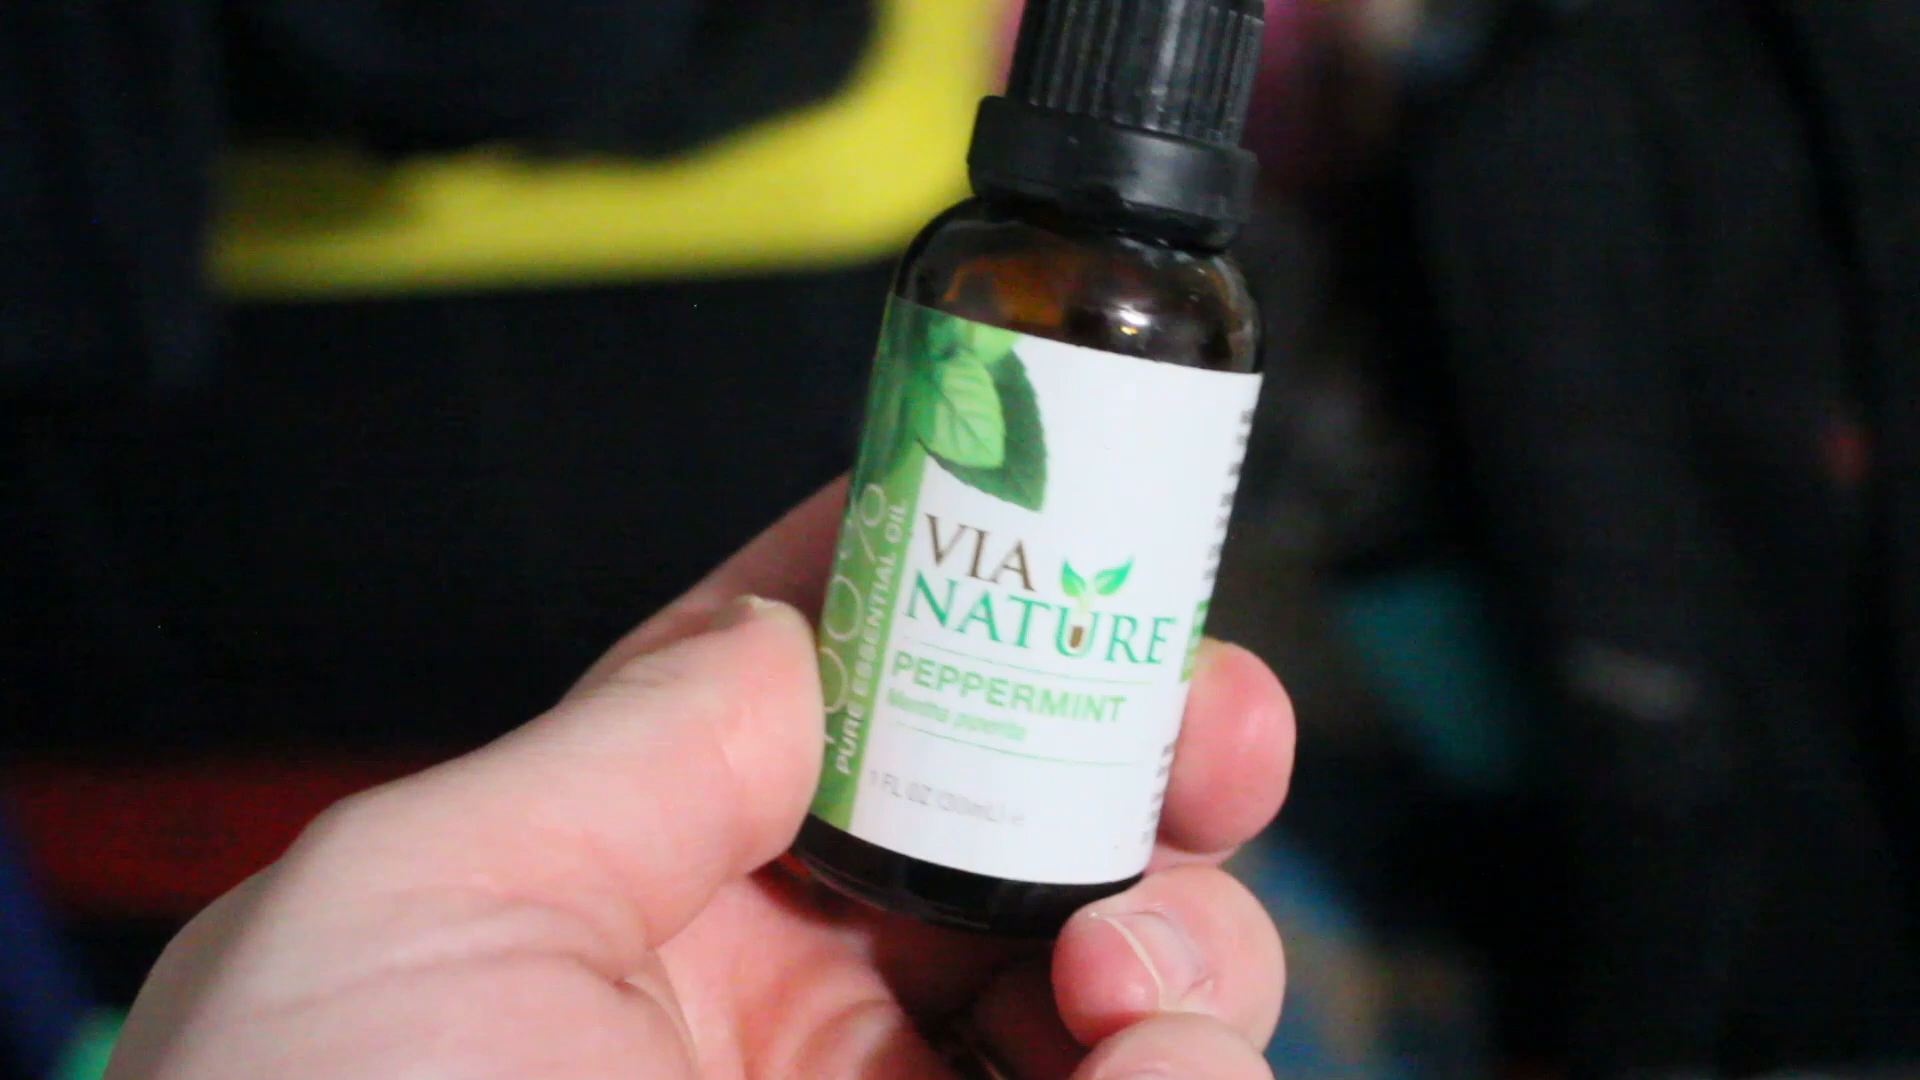 100%
PURE ESSENTIAL OIL
VIA
NATURE
PEPPERMINT
Mentha piperita
1 FL OZ (30mL) e